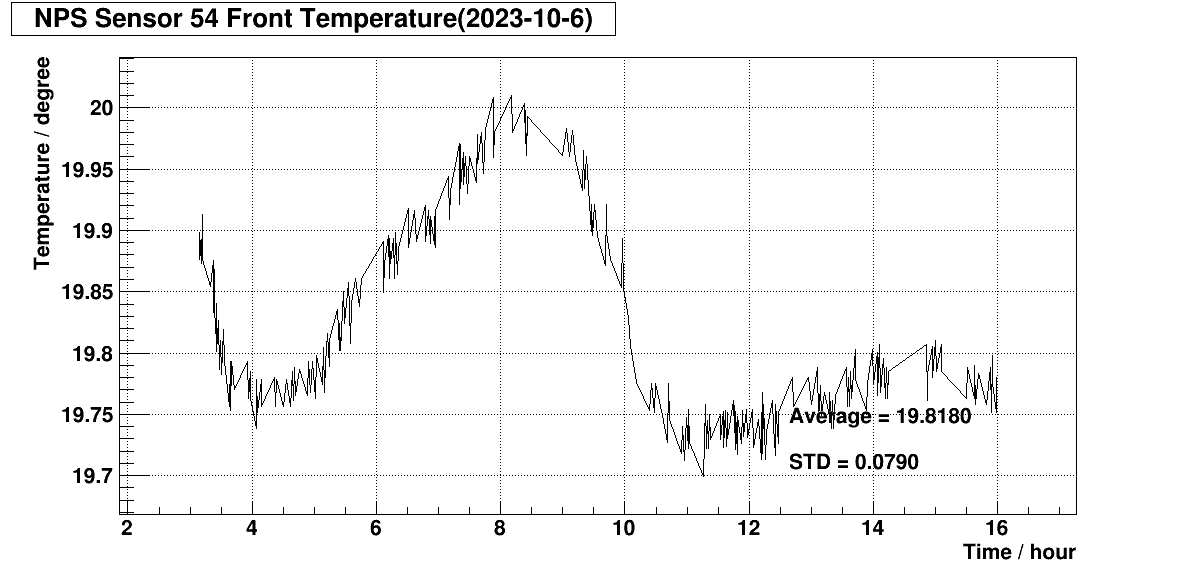 NPS Sensor 54 Front Temperature(2023-10-6)
Temperature / degree
20
19.95
19.9
19.85
19.8
19.75
19.7
Average = 19.8180
STD = 0.0790
2 4 6 8 10 12 14 16
Time / hour